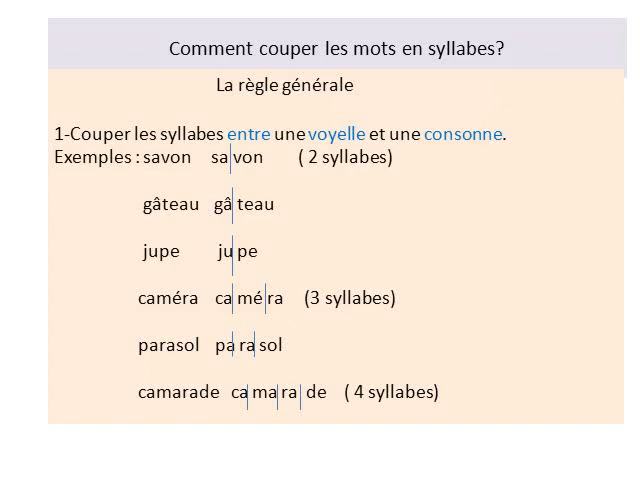 Comment couper les mots en syllabes?
La règle générale
1-Couper les syllabes entre une voyelle et une consonne.
Exemples : savon sa von ( 2 syllabes)
gâteau gâ teau
jupe ju pe
caméra ca mé ra (3 syllabes)
parasol pa ra sol
camarade ca ma ra de ( 4 syllabes)